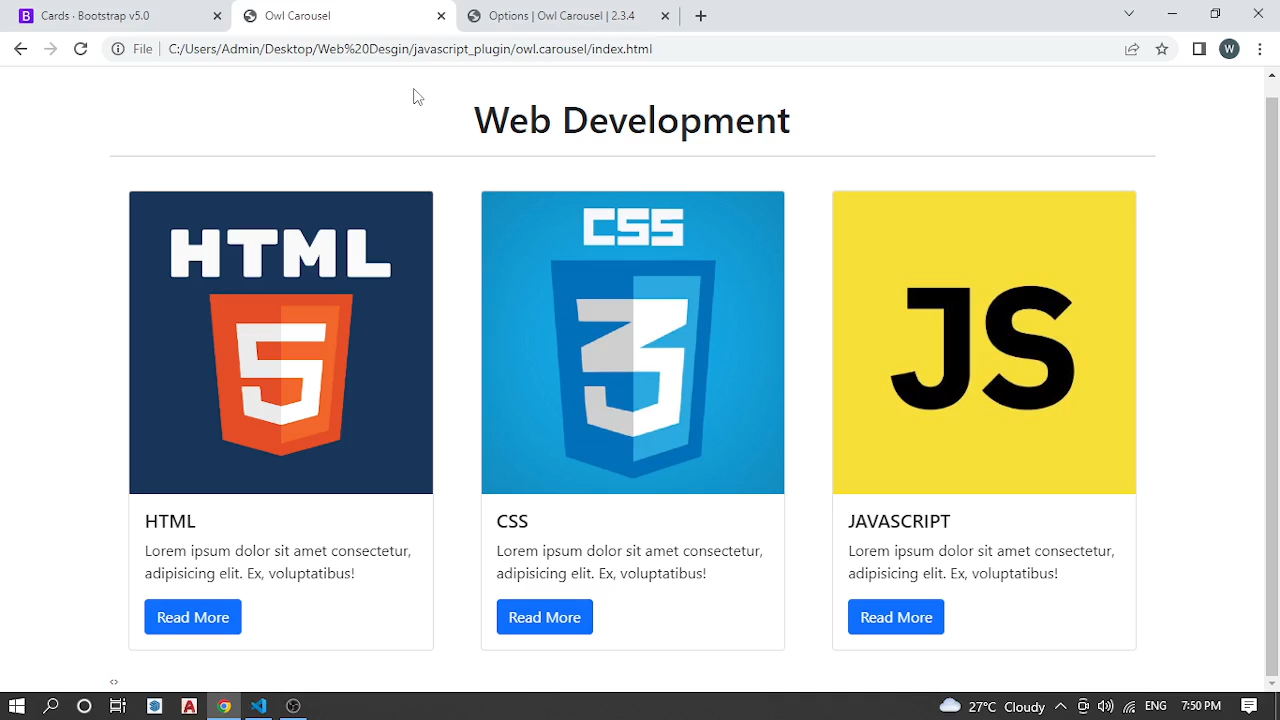 Cards · Bootstrap v5.0
Owl Carousel
Options | Owl Carousel | 2.3.4
File
C:/Users/Admin/Desktop/Web%20Desgin/javascript_plugin/owl.carousel/index.html
W
Web Development
HTML
5
CSS
3
JS
HTML
Lorem ipsum dolor sit amet consectetur,
adipisicing elit. Ex, voluptatibus!
Read More
CSS
Lorem ipsum dolor sit amet consectetur,
adipisicing elit. Ex, voluptatibus!
Read More
JAVASCRIPT
Lorem ipsum dolor sit amet consectetur,
adipisicing elit. Ex, voluptatibus!
Read More
‹›
27°C Cloudy
ENG
7:50 PM